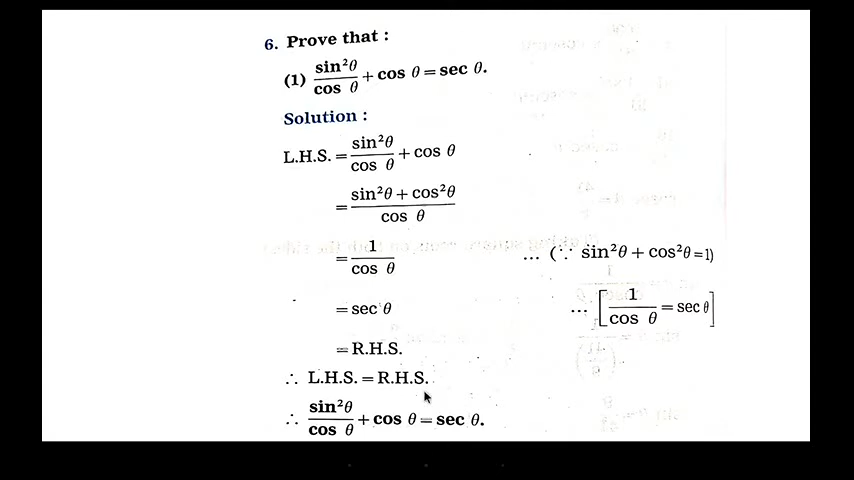 6. Prove that :
(1) sin²θ/cos θ + cos θ = sec θ.
Solution :
L.H.S. = sin²θ/cos θ + cos θ
= sin²θ + cos²θ/cos θ
= 1/cos θ ... (∵ sin²θ + cos²θ = 1)
= sec θ ... [1/cos θ = sec θ]
= R.H.S.
∴ L.H.S. = R.H.S.
∴ sin²θ/cos θ + cos θ = sec θ.